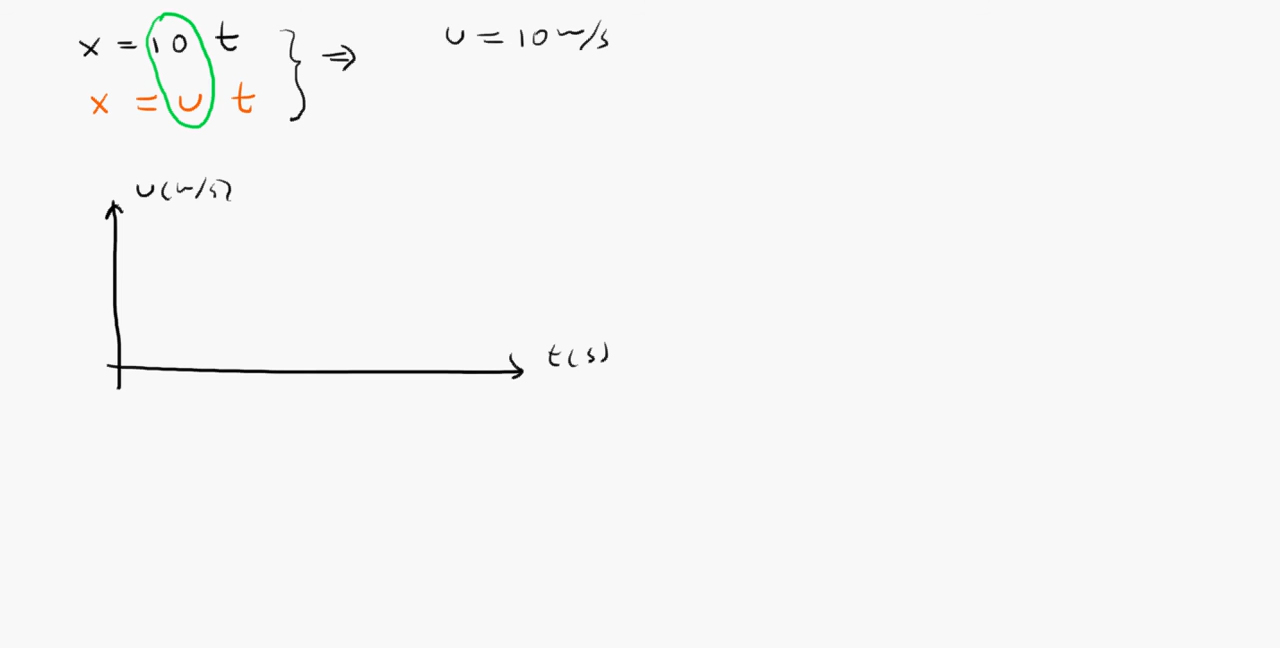 x = 10 t } ⇒ υ = 10 m/s
x = υ t
υ(m/s)
t(s)